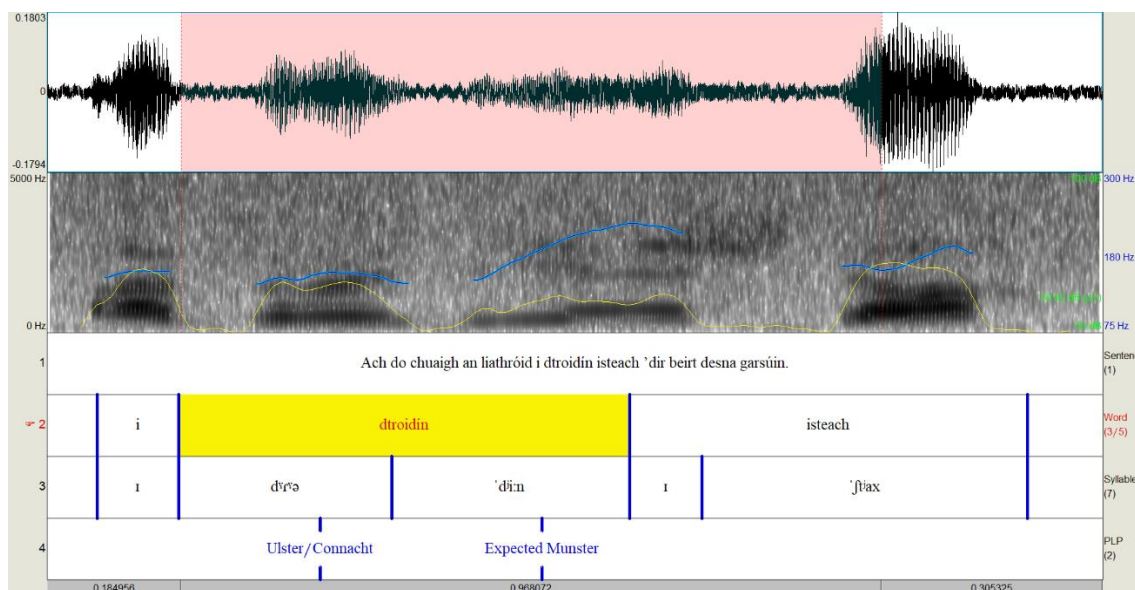 0.1803
0
-0.1794
5000 Hz
300 Hz
180 Hz
0 Hz
75 Hz
1
Ach do chuaigh an liathróid i dtroidín isteach ’dir beirt desna garsúin.
Senten
(1)
2
i
dtroidín
isteach
Word
(3/5)
3
ɪ
dˠɾˠə
ˈdʲiːn
ɪ
ˈʃtʲax
Syllable
(7)
4
Ulster/Connacht
Expected Munster
PLP
(2)
0.184956
0.968072
0.305325